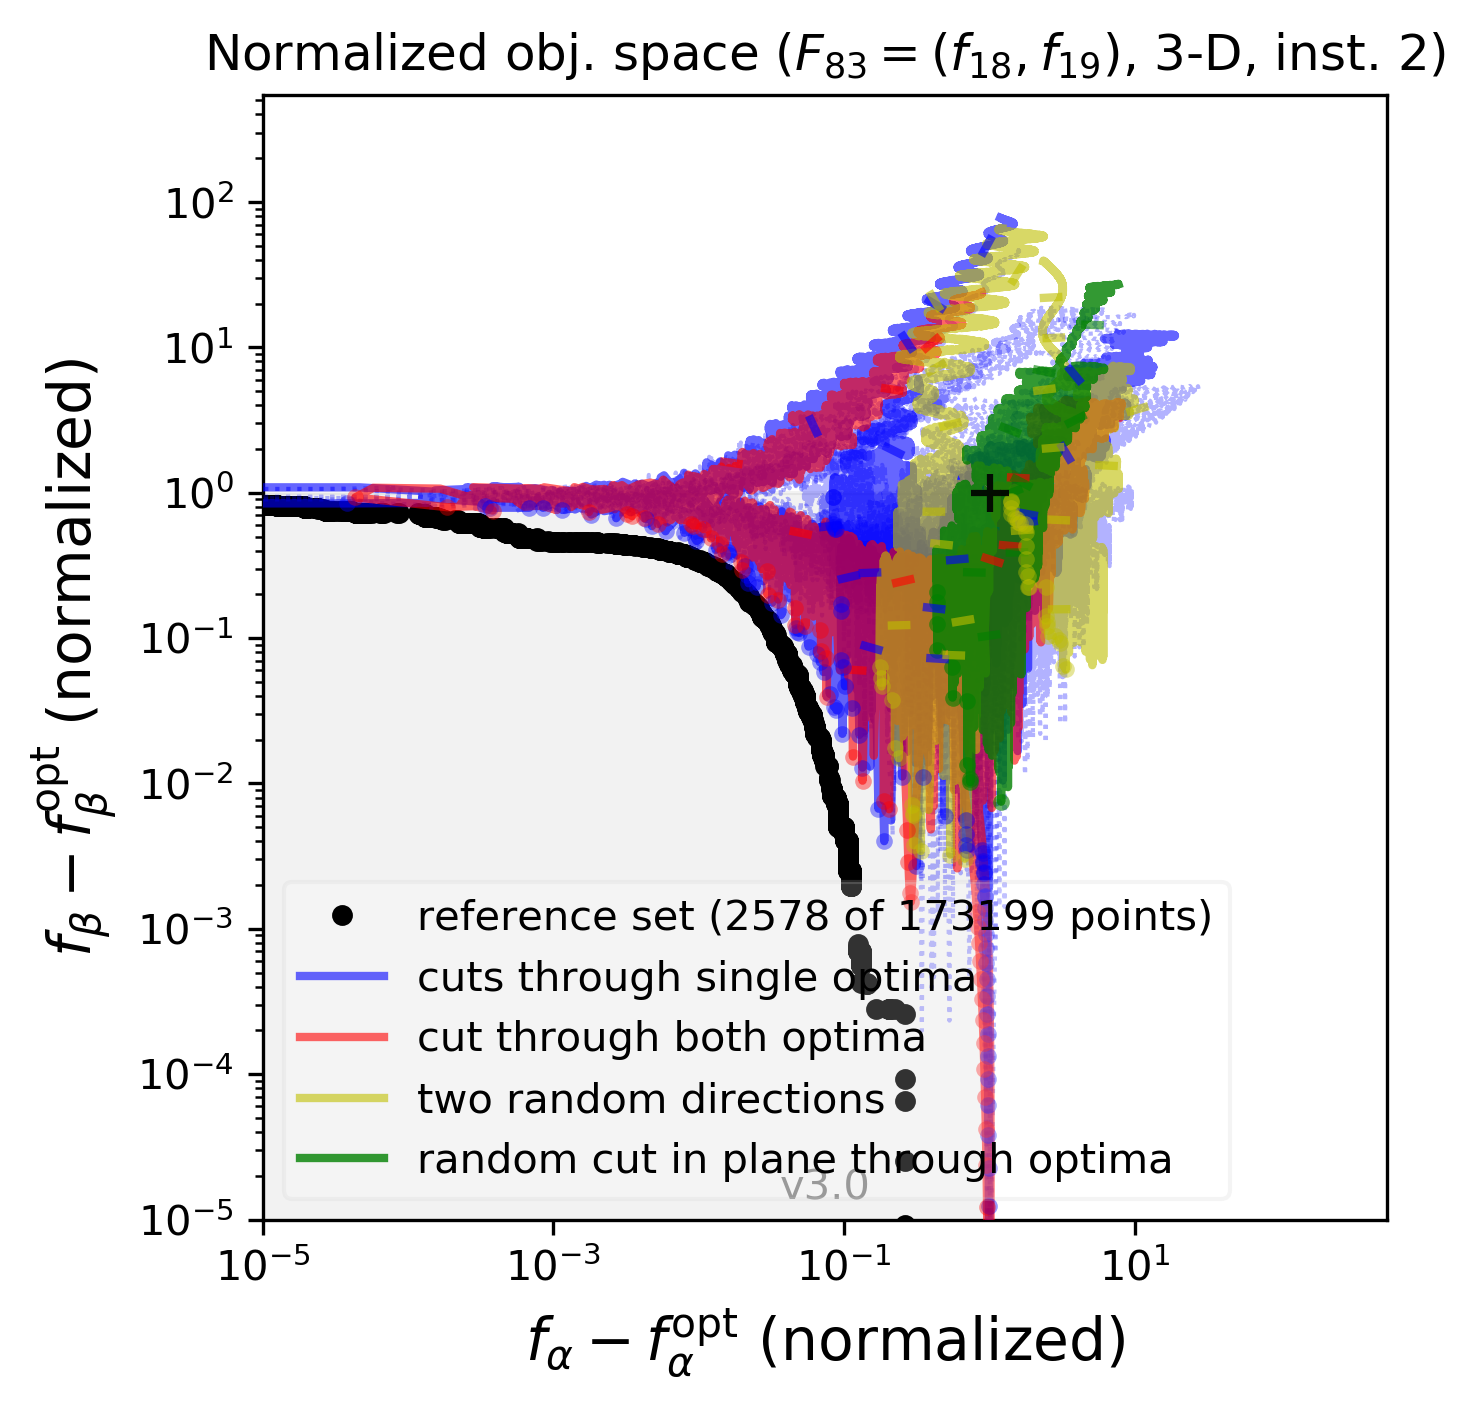 Normalized obj. space (F₈₃ = (f₁₈, f₁₉), 3-D, inst. 2)
f_β − f_β^opt (normalized)
10²
10¹
10⁰
10⁻¹
10⁻²
10⁻³
10⁻⁴
10⁻⁵
reference set (2578 of 173199 points)
cuts through single optima
cut through both optima
two random directions
random cut in plane through optima
v3.0
10⁻⁵ 10⁻³ 10⁻¹ 10¹
f_α − f_α^opt (normalized)